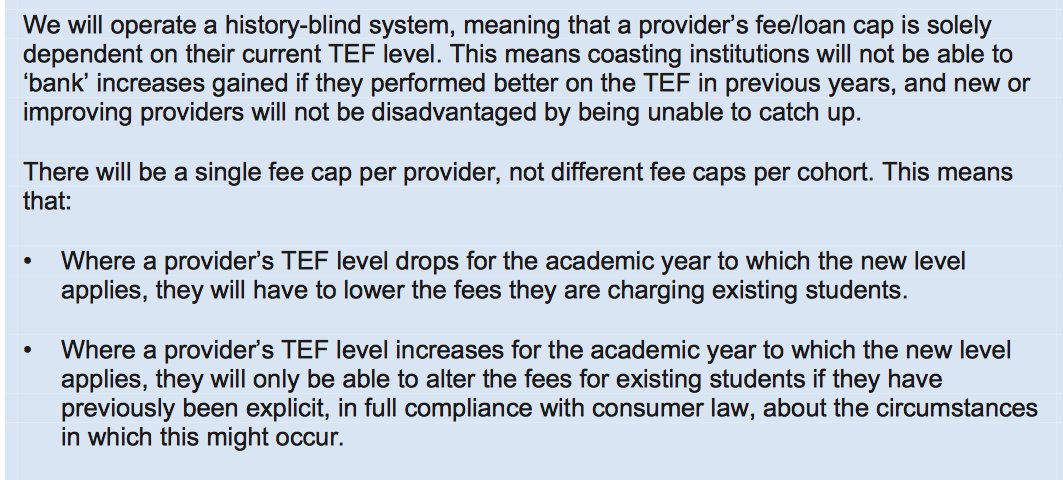 We will operate a history-blind system, meaning that a provider’s fee/loan cap is solely
dependent on their current TEF level. This means coasting institutions will not be able to
‘bank’ increases gained if they performed better on the TEF in previous years, and new or
improving providers will not be disadvantaged by being unable to catch up.
There will be a single fee cap per provider, not different fee caps per cohort. This means
that:
• Where a provider’s TEF level drops for the academic year to which the new level
applies, they will have to lower the fees they are charging existing students.
• Where a provider’s TEF level increases for the academic year to which the new level
applies, they will only be able to alter the fees for existing students if they have
previously been explicit, in full compliance with consumer law, about the circumstances
in which this might occur.